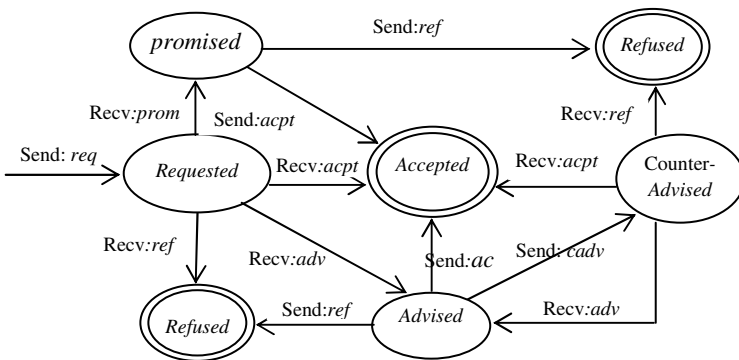 Send:ref
promised
Refused
Recv:prom
Send:acpt
Recv:ref
Send: req
Requested
Recv:acpt
Accepted
Recv:acpt
Counter-
Advised
Recv:ref
Recv:adv
Send:ac
Send: cadv
Refused
Send:ref
Advised
Recv:adv